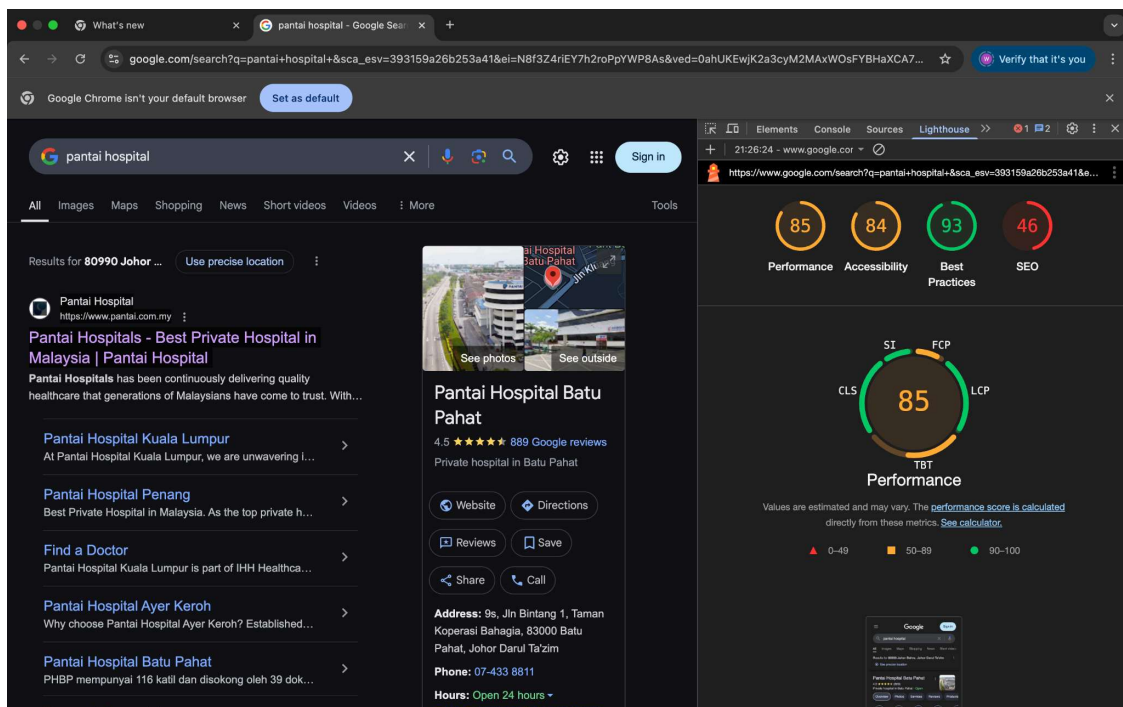 What's new
pantai hospital - Google Sear
google.com/search?q=pantai+hospital+&sca_esv=393159a26b253a41&ei=N8f3Z4riEY7h2roPpYWP8As&ved=0ahUKEwjK2a3cyM2MAxWOsFYBHaXCA7...
Verify that it's you
Google Chrome isn't your default browser
Set as default
pantai hospital
Sign in
All
Images
Maps
Shopping
News
Short videos
Videos
More
Tools
Results for 80990 Johor ...
Use precise location
Pantai Hospital
https://www.pantai.com.my
Pantai Hospitals - Best Private Hospital in
Malaysia | Pantai Hospital
Pantai Hospitals has been continuously delivering quality
healthcare that generations of Malaysians have come to trust. With...
Pantai Hospital Kuala Lumpur
At Pantai Hospital Kuala Lumpur, we are unwavering i...
Pantai Hospital Penang
Best Private Hospital in Malaysia. As the top private h...
Find a Doctor
Pantai Hospital Kuala Lumpur is part of IHH Healthca...
Pantai Hospital Ayer Keroh
Why choose Pantai Hospital Ayer Keroh? Established...
Pantai Hospital Batu Pahat
PHBP mempunyai 116 katil dan disokong oleh 39 dok...
ai Hospital
Batu Pahat
See photos
See outside
Pantai Hospital Batu
Pahat
4.5 889 Google reviews
Private hospital in Batu Pahat
Website
Directions
Reviews
Save
Share
Call
Address: 9s, Jln Bintang 1, Taman
Koperasi Bahagia, 83000 Batu
Pahat, Johor Darul Ta'zim
Phone: 07-433 8811
Hours: Open 24 hours
Elements
Console
Sources
Lighthouse
1
2
21:26:24 - www.google.cor
https://www.google.com/search?q=pantai+hospital+&sca_esv=393159a26b253a41&e...
85
84
93
46
Performance
Accessibility
Best
Practices
SEO
SI
FCP
CLS
LCP
85
TBT
Performance
Values are estimated and may vary. The performance score is calculated
directly from these metrics. See calculator.
0–49
50–89
90–100
Google